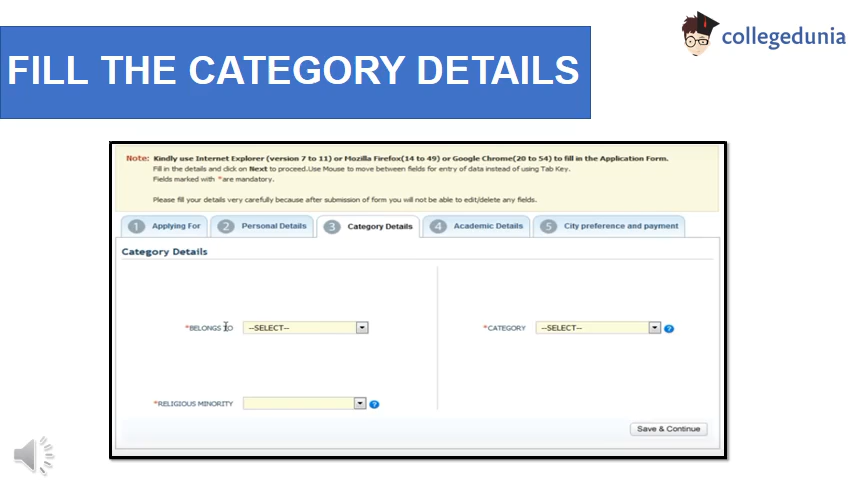 collegedunia
FILL THE CATEGORY DETAILS
Note: Kindly use Internet Explorer (version 7 to 11) or Mozilla Firefox(14 to 49) or Google Chrome(20 to 54) to fill in the Application Form.
Fill in the details and click on Next to proceed.Use Mouse to move between fields for entry of data instead of using Tab Key.
Fields marked with *are mandatory.
Please fill your details very carefully because after submission of form you will not be able to edit/delete any fields.
1 Applying For 2 Personal Details 3 Category Details 4 Academic Details 5 City preference and payment
Category Details
*BELONGS TO --SELECT-- *CATEGORY --SELECT-- ?
*RELIGIOUS MINORITY ?
Save & Continue